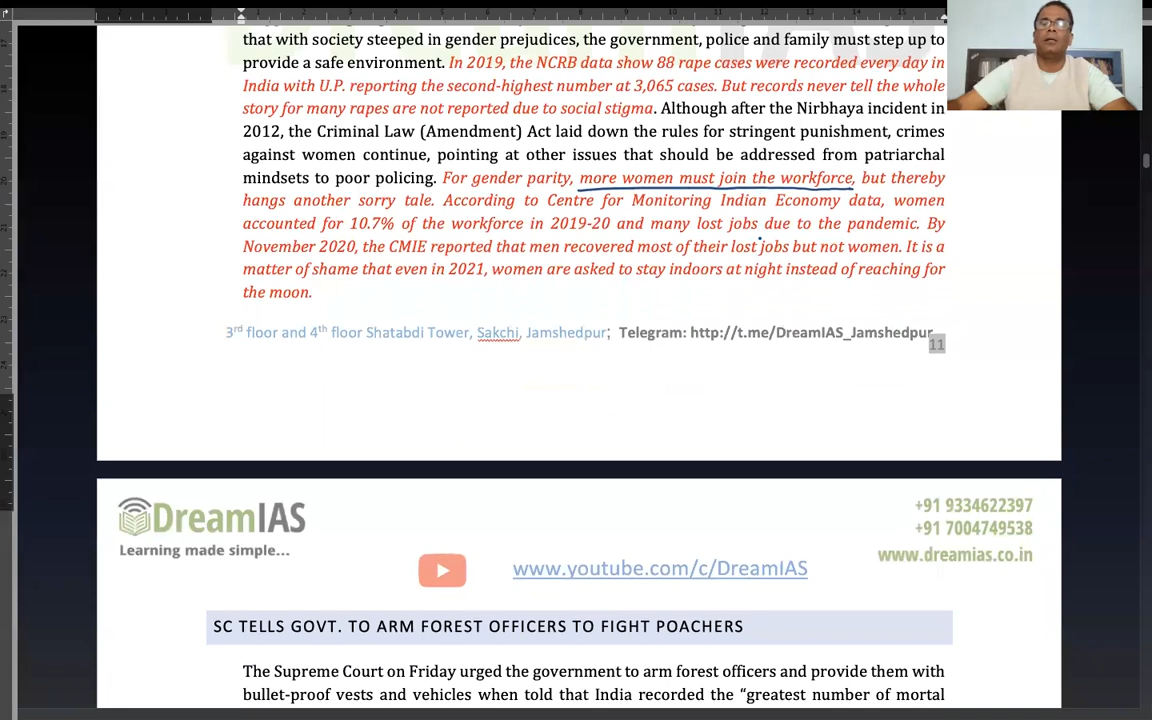 that with society steeped in gender prejudices, the government, police and family must step up to
provide a safe environment. In 2019, the NCRB data show 88 rape cases were recorded every day in
India with U.P. reporting the second-highest number at 3,065 cases. But records never tell the whole
story for many rapes are not reported due to social stigma. Although after the Nirbhaya incident in
2012, the Criminal Law (Amendment) Act laid down the rules for stringent punishment, crimes
against women continue, pointing at other issues that should be addressed from patriarchal
mindsets to poor policing. For gender parity, more women must join the workforce, but thereby
hangs another sorry tale. According to Centre for Monitoring Indian Economy data, women
accounted for 10.7% of the workforce in 2019-20 and many lost jobs due to the pandemic. By
November 2020, the CMIE reported that men recovered most of their lost jobs but not women. It is a
matter of shame that even in 2021, women are asked to stay indoors at night instead of reaching for
the moon.
3rd floor and 4th floor Shatabdi Tower, Sakchi, Jamshedpur; Telegram: http://t.me/DreamIAS_Jamshedpur
11
DreamIAS
Learning made simple...
+91 9334622397
+91 7004749538
www.dreamias.co.in
www.youtube.com/c/DreamIAS
SC TELLS GOVT. TO ARM FOREST OFFICERS TO FIGHT POACHERS
The Supreme Court on Friday urged the government to arm forest officers and provide them with
bullet-proof vests and vehicles when told that India recorded the “greatest number of mortal